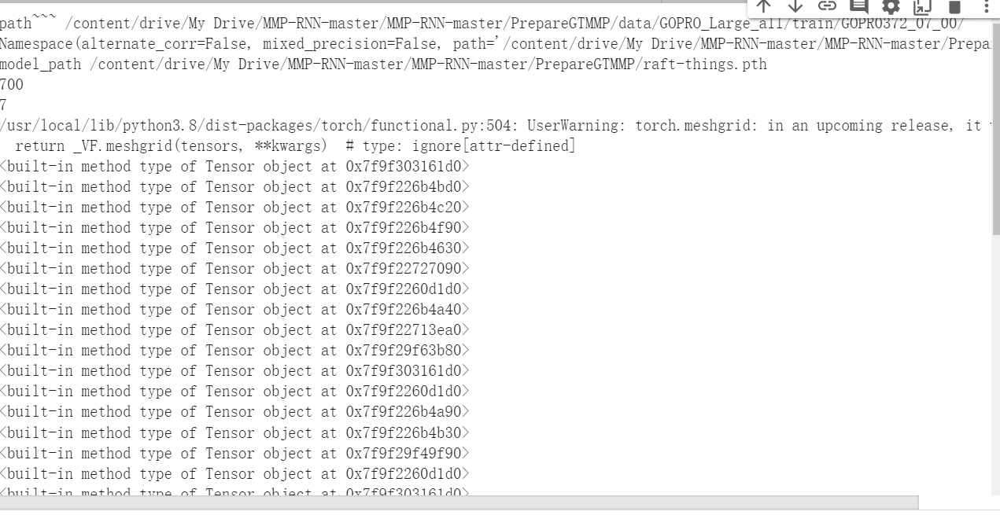 path~~~ /content/drive/My Drive/MMP-RNN-master/MMP-RNN-master/PrepareGTMMP/data/GOPRO_Large_all/train/GOPR0372_07_00/
Namespace(alternate_corr=False, mixed_precision=False, path='/content/drive/My Drive/MMP-RNN-master/MMP-RNN-master/Prepa
model_path /content/drive/My Drive/MMP-RNN-master/MMP-RNN-master/PrepareGTMMP/raft-things.pth
700
7
/usr/local/lib/python3.8/dist-packages/torch/functional.py:504: UserWarning: torch.meshgrid: in an upcoming release, it
return _VF.meshgrid(tensors, **kwargs)  # type: ignore[attr-defined]
<built-in method type of Tensor object at 0x7f9f303161d0>
<built-in method type of Tensor object at 0x7f9f226b4bd0>
<built-in method type of Tensor object at 0x7f9f226b4c20>
<built-in method type of Tensor object at 0x7f9f226b4f90>
<built-in method type of Tensor object at 0x7f9f226b4630>
<built-in method type of Tensor object at 0x7f9f22727090>
<built-in method type of Tensor object at 0x7f9f2260d1d0>
<built-in method type of Tensor object at 0x7f9f226b4a40>
<built-in method type of Tensor object at 0x7f9f22713ea0>
<built-in method type of Tensor object at 0x7f9f29f63b80>
<built-in method type of Tensor object at 0x7f9f303161d0>
<built-in method type of Tensor object at 0x7f9f2260d1d0>
<built-in method type of Tensor object at 0x7f9f226b4a90>
<built-in method type of Tensor object at 0x7f9f226b4b30>
<built-in method type of Tensor object at 0x7f9f29f49f90>
<built-in method type of Tensor object at 0x7f9f2260d1d0>
<built-in method type of Tensor object at 0x7f9f303161d0>